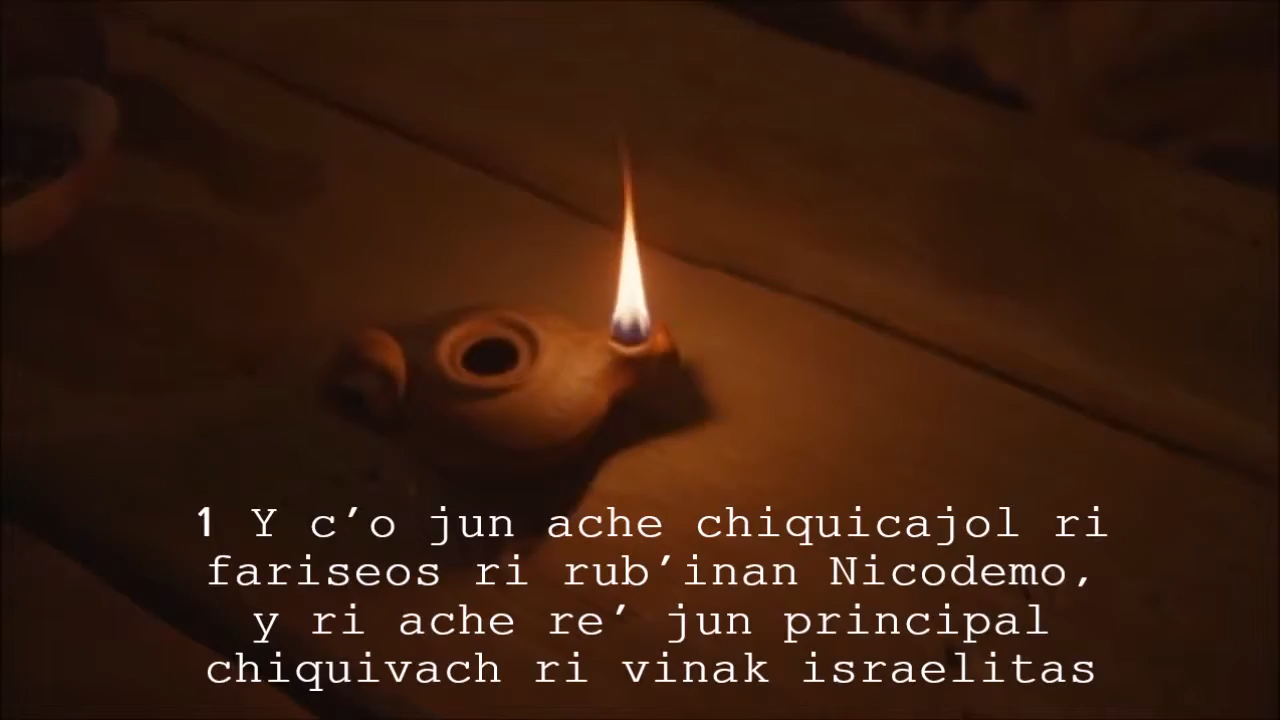 1 Y c’o jun ache chiquicajol ri
fariseos ri rub’inan Nicodemo,
y ri ache re’ jun principal
chiquivach ri vinak israelitas